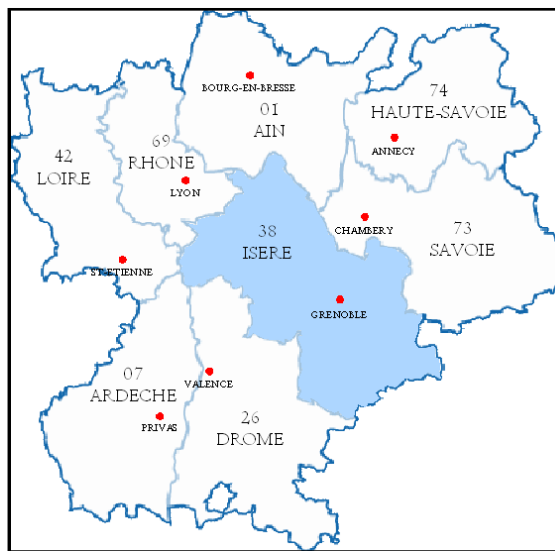 BOURG-EN-BRESSE
01
AIN
74
HAUTE-SAVOIE
ANNECY
69
RHONE
LYON
42
LOIRE
38
ISERE
CHAMBERY
73
SAVOIE
ST-ETIENNE
GRENOBLE
07
ARDECHE
VALENCE
PRIVAS
26
DROME